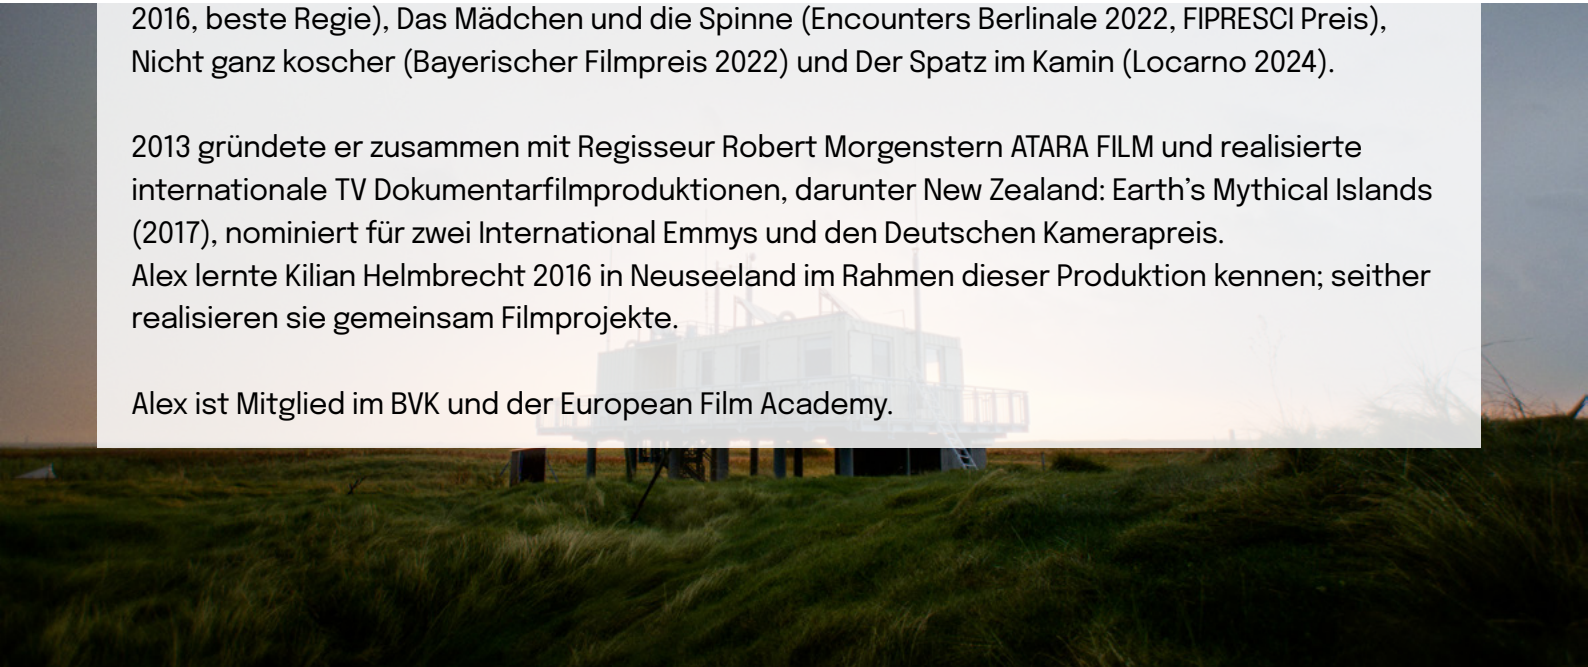 2016, beste Regie), Das Mädchen und die Spinne (Encounters Berlinale 2022, FIPRESCI Preis),
Nicht ganz koscher (Bayerischer Filmpreis 2022) und Der Spatz im Kamin (Locarno 2024).
2013 gründete er zusammen mit Regisseur Robert Morgenstern ATARA FILM und realisierte
internationale TV Dokumentarfilmproduktionen, darunter New Zealand: Earth’s Mythical Islands
(2017), nominiert für zwei International Emmys und den Deutschen Kamerapreis.
Alex lernte Kilian Helmbrecht 2016 in Neuseeland im Rahmen dieser Produktion kennen; seither
realisieren sie gemeinsam Filmprojekte.
Alex ist Mitglied im BVK und der European Film Academy.